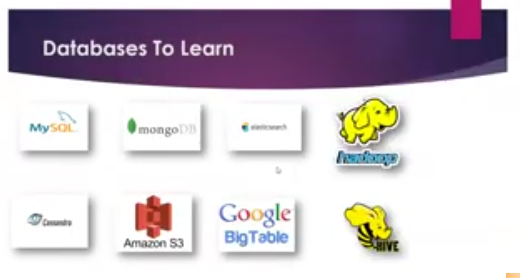 Databases To Learn
MySQL
mongoDB
elasticsearch
hadoop
Cassandra
Amazon S3
Google
BigTable
HIVE